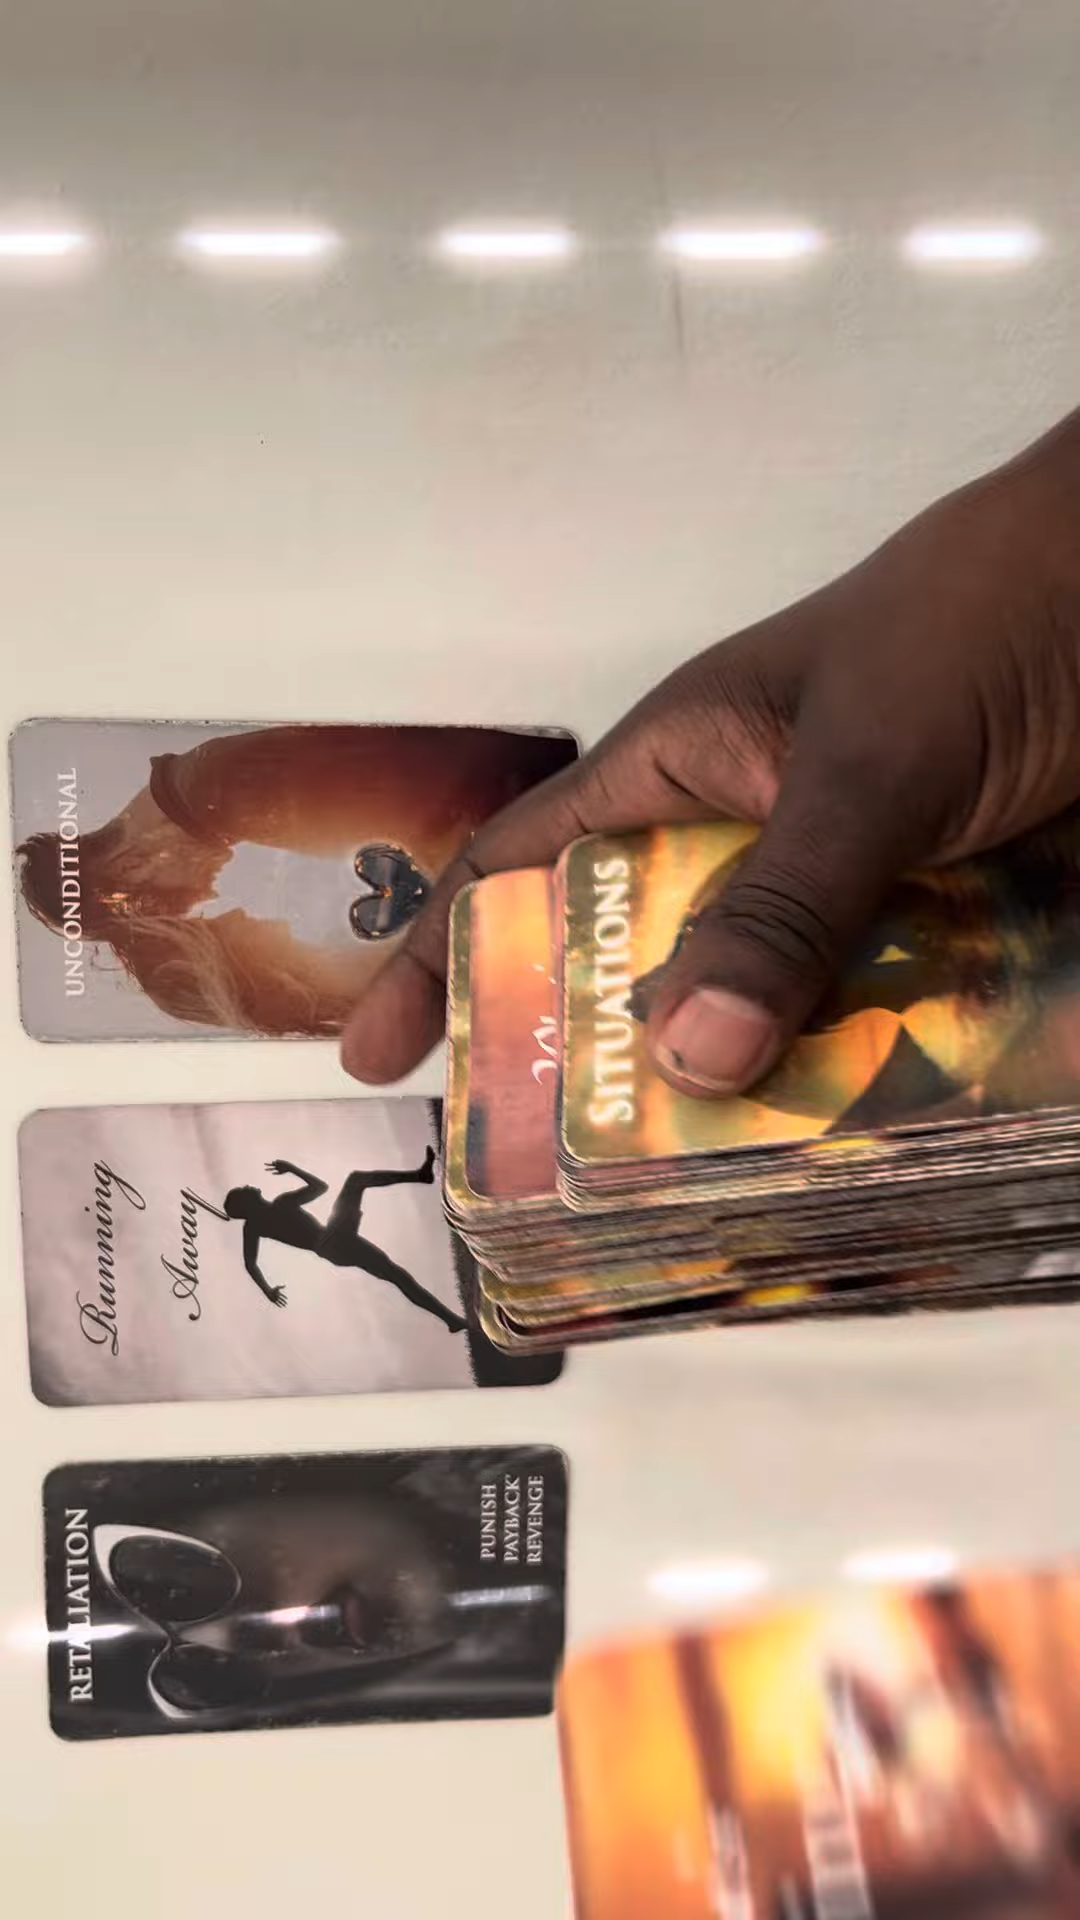 UNCONDITIONAL
Running
Away
RETALIATION
PUNISH
PAYBACK'
REVENGE
SITUATIONS